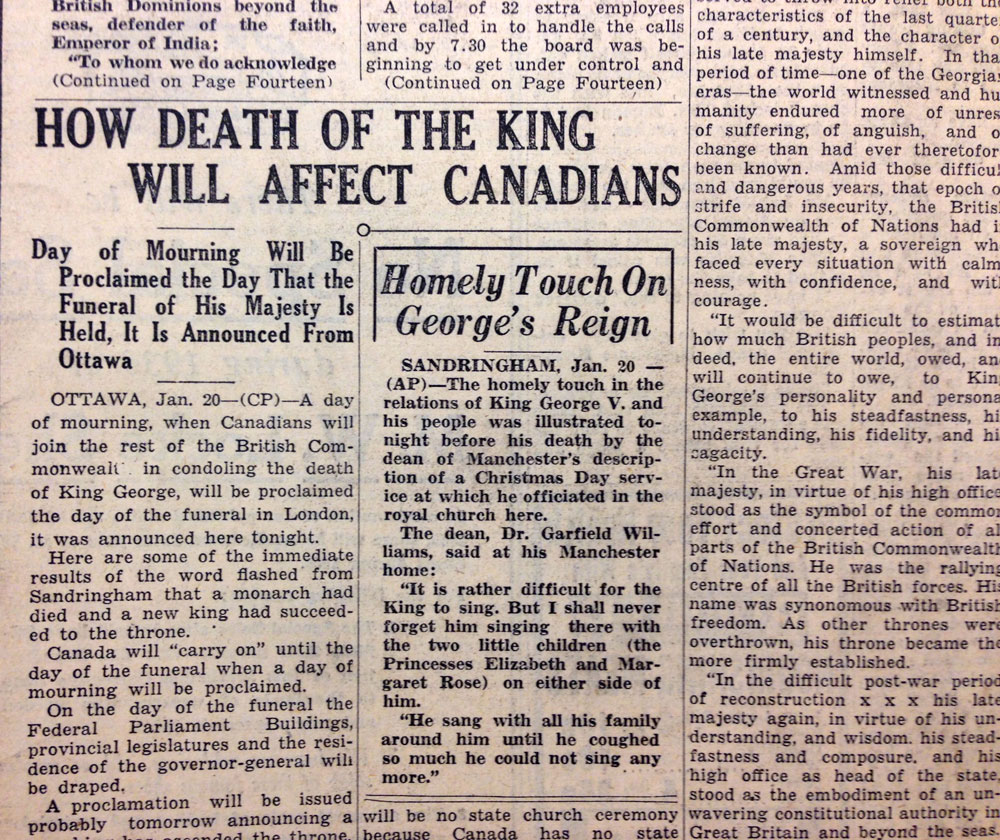 British Dominions beyond the
seas, defender of the faith,
Emperor of India;
"To whom we do acknowledge
(Continued on Page Fourteen)
A total of 32 extra employees
were called in to handle the calls
and by 7.30 the board was be-
ginning to get under control and
(Continued on Page Fourteen)
HOW DEATH OF THE KING
WILL AFFECT CANADIANS
Day of Mourning Will Be
Proclaimed the Day That the
Funeral of His Majesty Is
Held, It Is Announced From
Ottawa
OTTAWA, Jan. 20—(CP)—A day
of mourning, when Canadians will
join the rest of the British Com-
monwealt in condoling the death
of King George, will be proclaimed
the day of the funeral in London,
it was announced here tonight.
Here are some of the immediate
results of the word flashed from
Sandringham that a monarch had
died and a new king had succeed-
ed to the throne.
Canada will "carry on" until the
day of the funeral when a day of
mourning will be proclaimed.
On the day of the funeral the
Federal Parliament Buildings,
provincial legislatures and the resi-
dence of the governor-general will
be draped.
A proclamation will be issued
probably tomorrow announcing a
has ascended the throne.
Homely Touch On
George's Reign
SANDRINGHAM, Jan. 20 —
(AP)—The homely touch in the
relations of King George V. and
his people was illustrated to-
night before his death by the
dean of Manchester's descrip-
tion of a Christmas Day serv-
ice at which he officiated in the
royal church here.
The dean, Dr. Garfield Wil-
liams, said at his Manchester
home:
"It is rather difficult for the
King to sing. But I shall never
forget him singing there with
the two little children (the
Princesses Elizabeth and Mar-
garet Rose) on either side of
him.
"He sang with all his family
around him until he coughed
so much he could not sing any
more."
will be no state church ceremony
because Canada has no state
characteristics of the last quarte
of a century, and the character o
his late majesty himself. In tha
period of time—one of the Georgia
eras—the world witnessed and hu
manity endured more of unres
of suffering, of anguish, and o
change than had ever theretofor
been known. Amid those difficul
and dangerous years, that epoch o
strife and insecurity, the Britis
Commonwealth of Nations had i
his late majesty, a sovereign wh
faced every situation with calm
ness, with confidence, and with
courage.
"It would be difficult to estimat
how much British peoples, and in
deed, the entire world, owed, an
will continue to owe, to Kin
George's personality and persona
example, to his steadfastness, hi
understanding, his fidelity, and hi
sagacity.
"In the Great War, his late
majesty, in virtue of his high office
stood as the symbol of the commo
effort and concerted action of al
parts of the British Commonwealth
of Nations. He was the rallying
centre of all the British forces. His
name was synonomous with British
freedom. As other thrones were
overthrown, his throne became the
more firmly established.
"In the difficult post-war period
of reconstruction x x x his late
majesty again, in virtue of his un-
derstanding, and wisdom. his stead-
fastness and composure. and his
high office as head of the state,
stood as the embodiment of an un-
wavering constitutional authority in
Great Britain and beyond the seas.